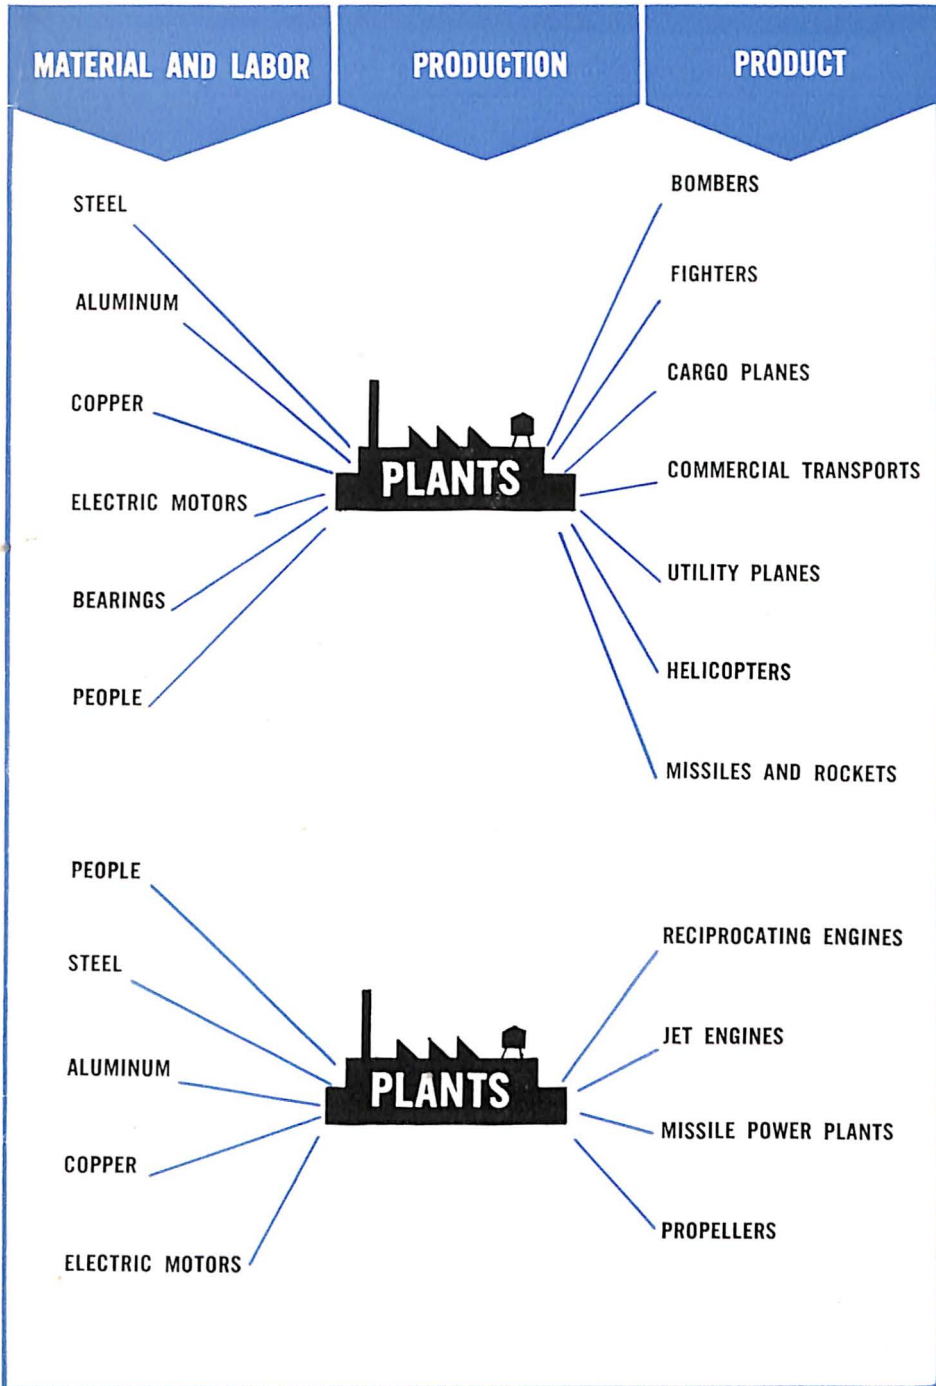 MATERIAL AND LABOR
PRODUCTION
PRODUCT
STEEL
ALUMINUM
COPPER
ELECTRIC MOTORS
BEARINGS
PEOPLE
PLANTS
BOMBERS
FIGHTERS
CARGO PLANES
COMMERCIAL TRANSPORTS
UTILITY PLANES
HELICOPTERS
MISSILES AND ROCKETS
PEOPLE
STEEL
ALUMINUM
COPPER
ELECTRIC MOTORS
PLANTS
RECIPROCATING ENGINES
JET ENGINES
MISSILE POWER PLANTS
PROPELLERS